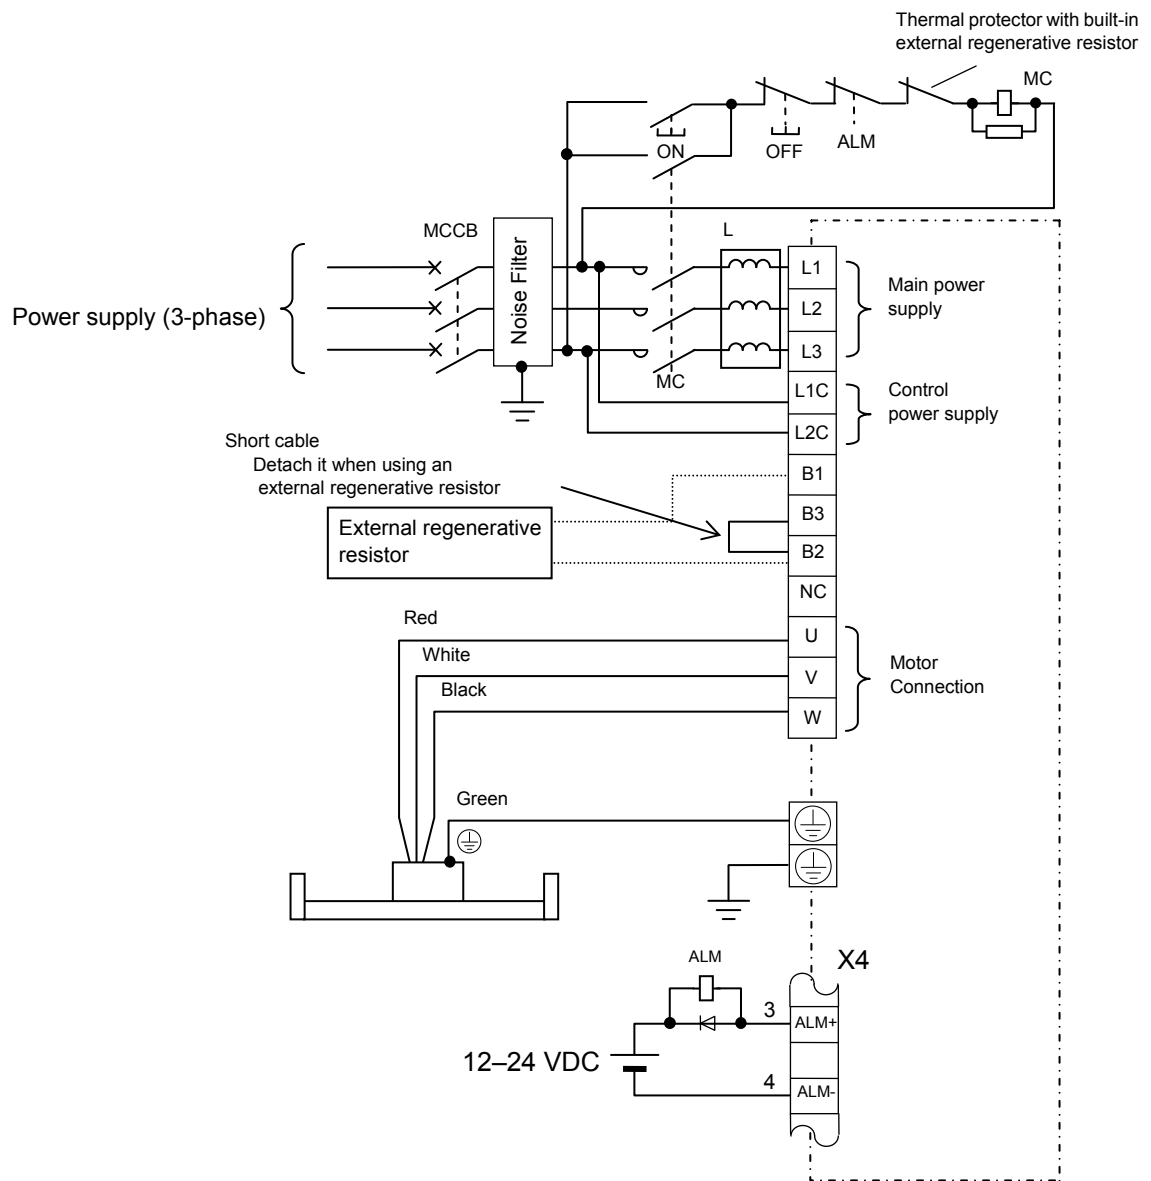 Thermal protector with built-in
external regenerative resistor
MC
ON
OFF
ALM
MCCB
L
Noise Filter
Power supply (3-phase)
L1
L2
L3
Main power
supply
MC
L1C
L2C
Control
power supply
Short cable
Detach it when using an
external regenerative resistor
B1
B3
B2
NC
External regenerative
resistor
Red
White
Black
U
V
W
Motor
Connection
Green
X4
ALM
3
ALM+
12–24 VDC
4
ALM-